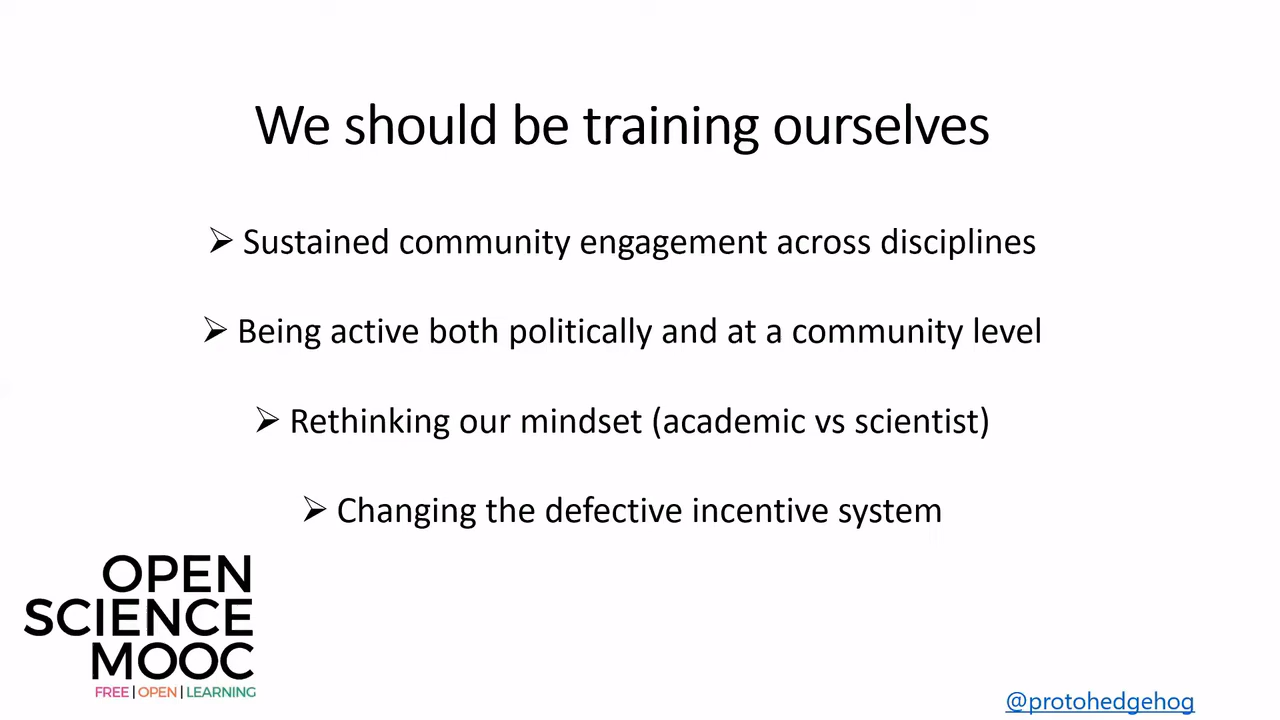 We should be training ourselves
➢ Sustained community engagement across disciplines
➢ Being active both politically and at a community level
➢ Rethinking our mindset (academic vs scientist)
➢ Changing the defective incentive system
OPEN
SCIENCE
MOOC
FREE | OPEN | LEARNING
@protohedgehog